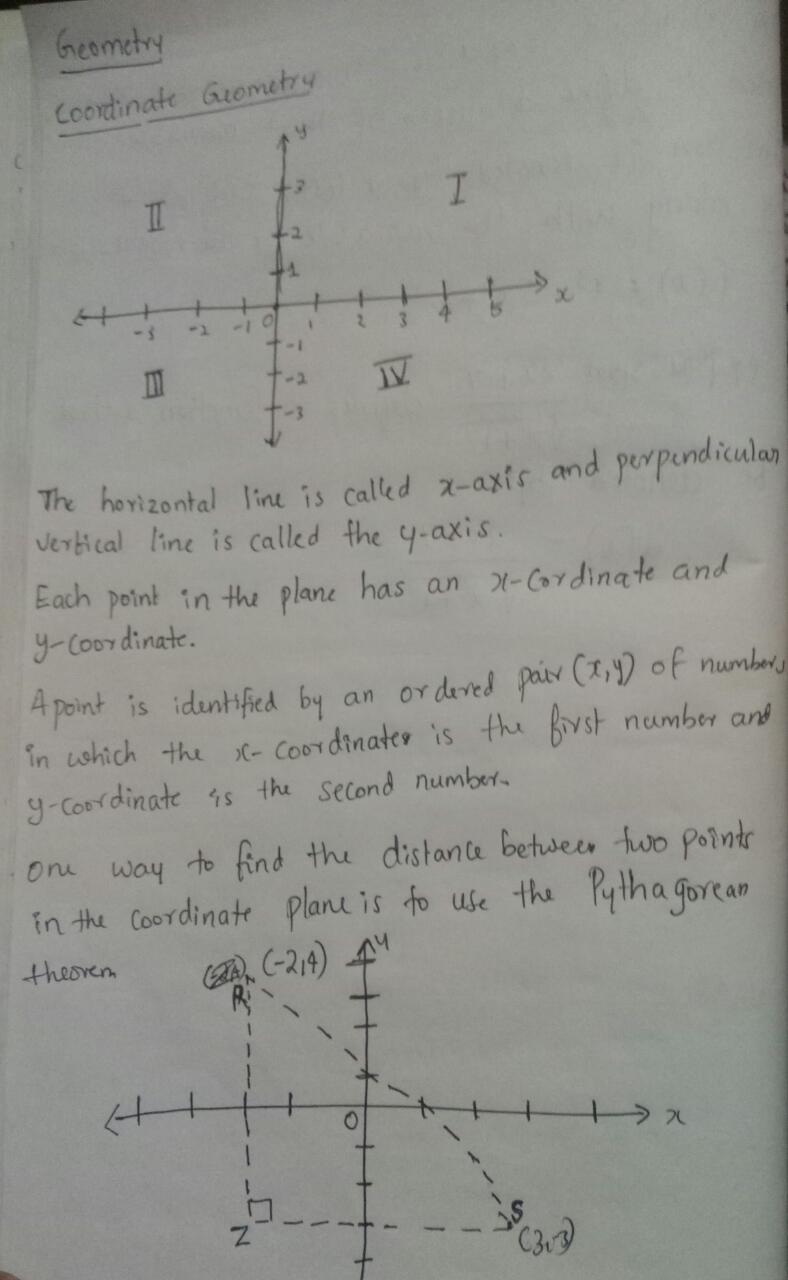 Geometry
Coordinate Geometry
y
3
II
I
2
1
-3 -2 -1 0 1 2 3 4 5 x
-1
III
-2
IV
-3
The horizontal line is called x-axis and perpendicular
vertical line is called the y-axis.
Each point in the plane has an x-Cordinate and
y-coordinate.
A point is identified by an ordered pair (x,y) of numbers
in which the x-coordinates is the first number and
y-coordinate is the second number.
One way to find the distance between two points
in the coordinate plane is to use the Pythagorean
theorem
(-2,4) y
R
0 x
S
Z
(3,-3)